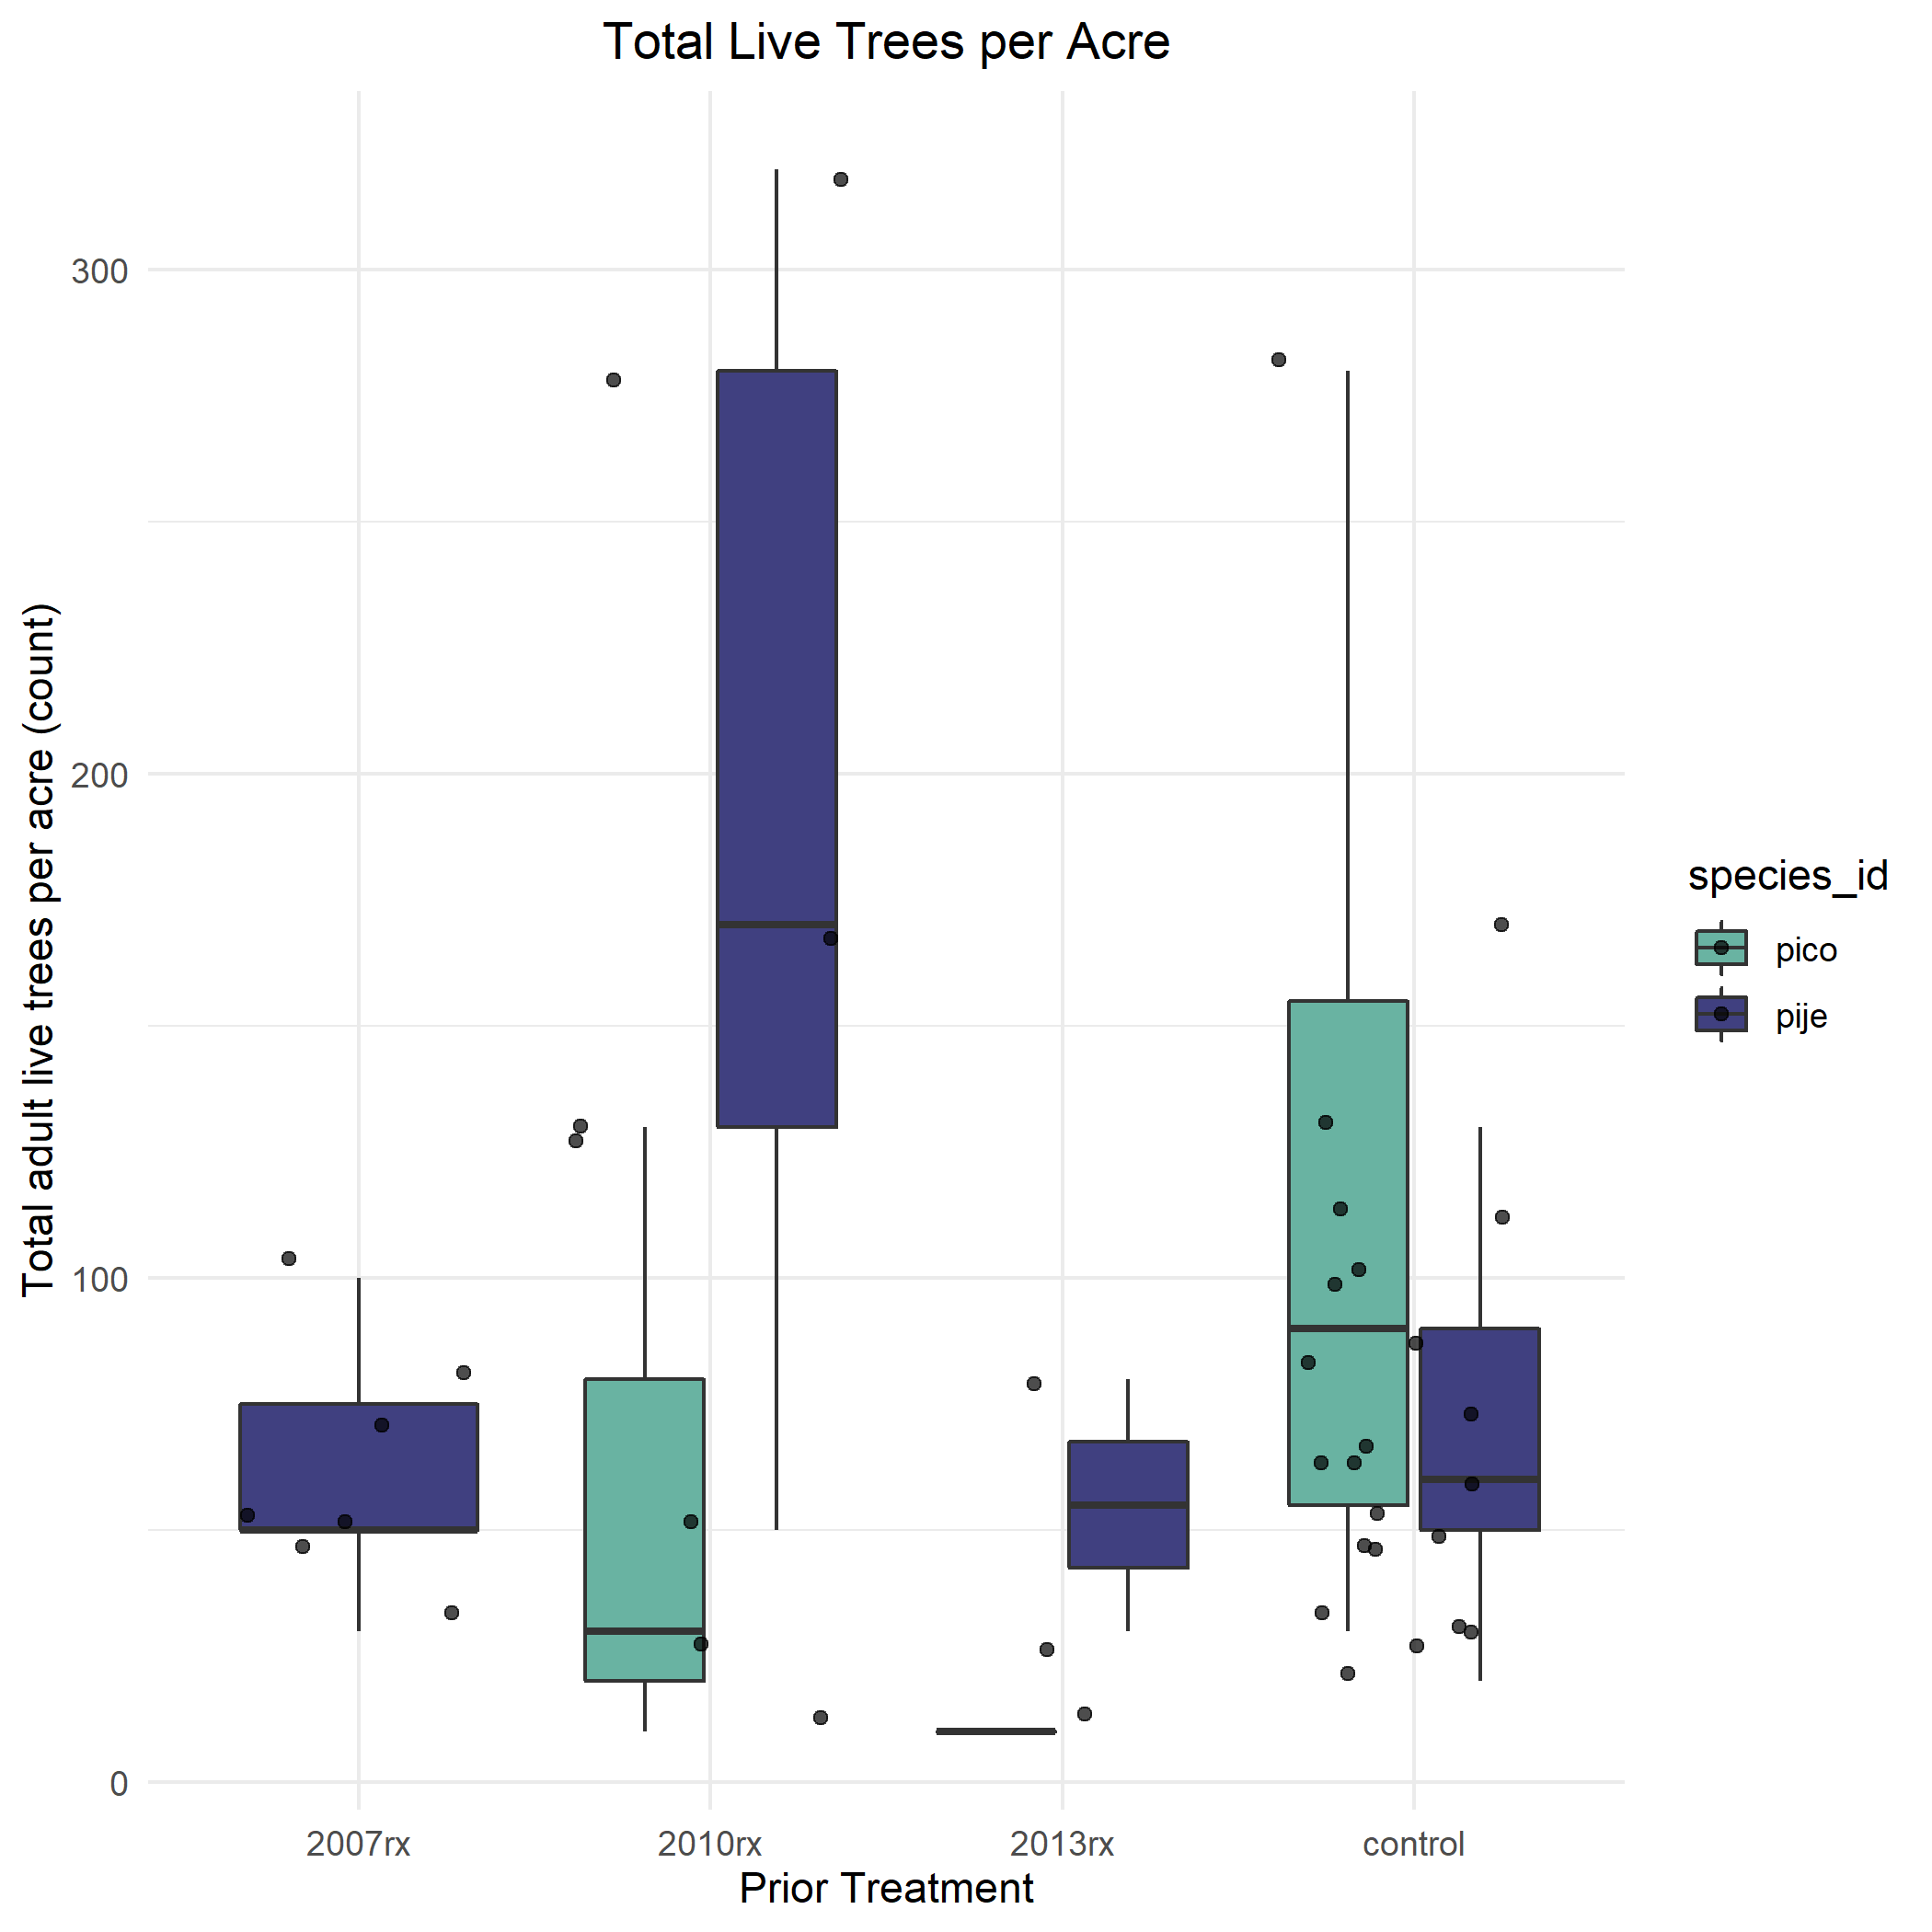 Total Live Trees per Acre
Total adult live trees per acre (count)
300
200
100
0
2007rx
2010rx
2013rx
control
Prior Treatment
species_id
pico
pije